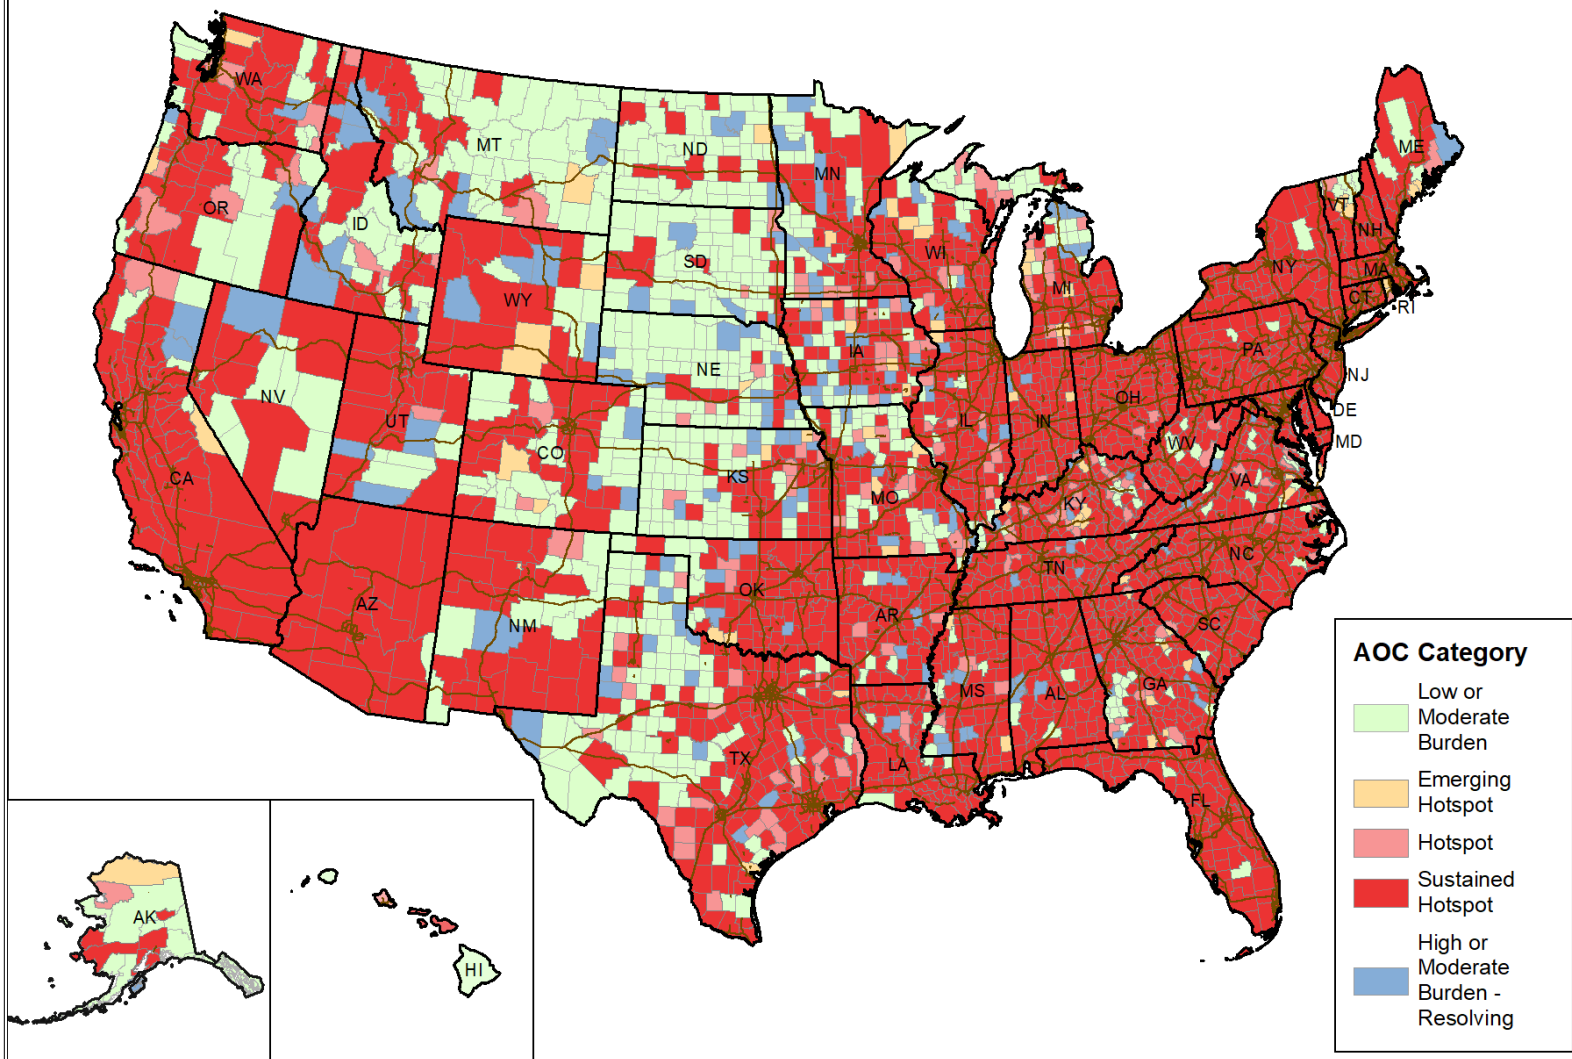 WA
MT
ND
MN
ME
OR
ID
SD
WI
VT
NH
NY
MA
WY
MI
CT
RI
IA
NE
PA
NV
NJ
UT
CO
IL
IN
OH
DE
MD
WV
CA
KS
MO
VA
KY
AZ
NM
OK
TN
NC
AR
SC
MS
AL
GA
TX
LA
FL
AK
HI
AOC Category
Low or
Moderate
Burden
Emerging
Hotspot
Hotspot
Sustained
Hotspot
High or
Moderate
Burden -
Resolving